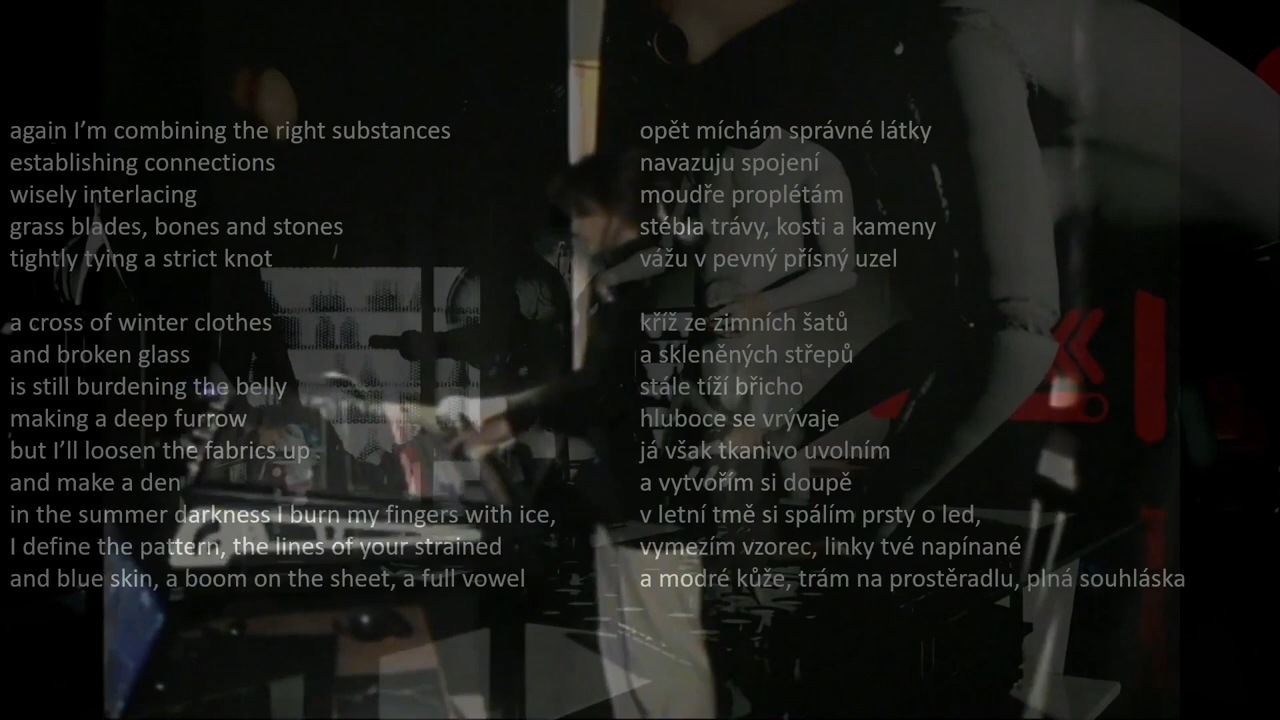 again I’m combining the right substances
establishing connections
wisely interlacing
grass blades, bones and stones
tightly tying a strict knot
a cross of winter clothes
and broken glass
is still burdening the belly
making a deep furrow
but I’ll loosen the fabrics up
and make a den
in the summer darkness I burn my fingers with ice,
I define the pattern, the lines of your strained
and blue skin, a boom on the sheet, a full vowel
opět míchám správné látky
navazuju spojení
moudře proplétám
stébla trávy, kosti a kameny
vážu v pevný přísný uzel
kříž ze zimních šatů
a skleněných střepů
stále tíží břicho
hluboce se vrývaje
já však tkanivo uvolním
a vytvořím si doupě
v letní tmě si spálím prsty o led,
vymezím vzorec, linky tvé napínané
a modré kůže, trám na prostěradlu, plná souhláska